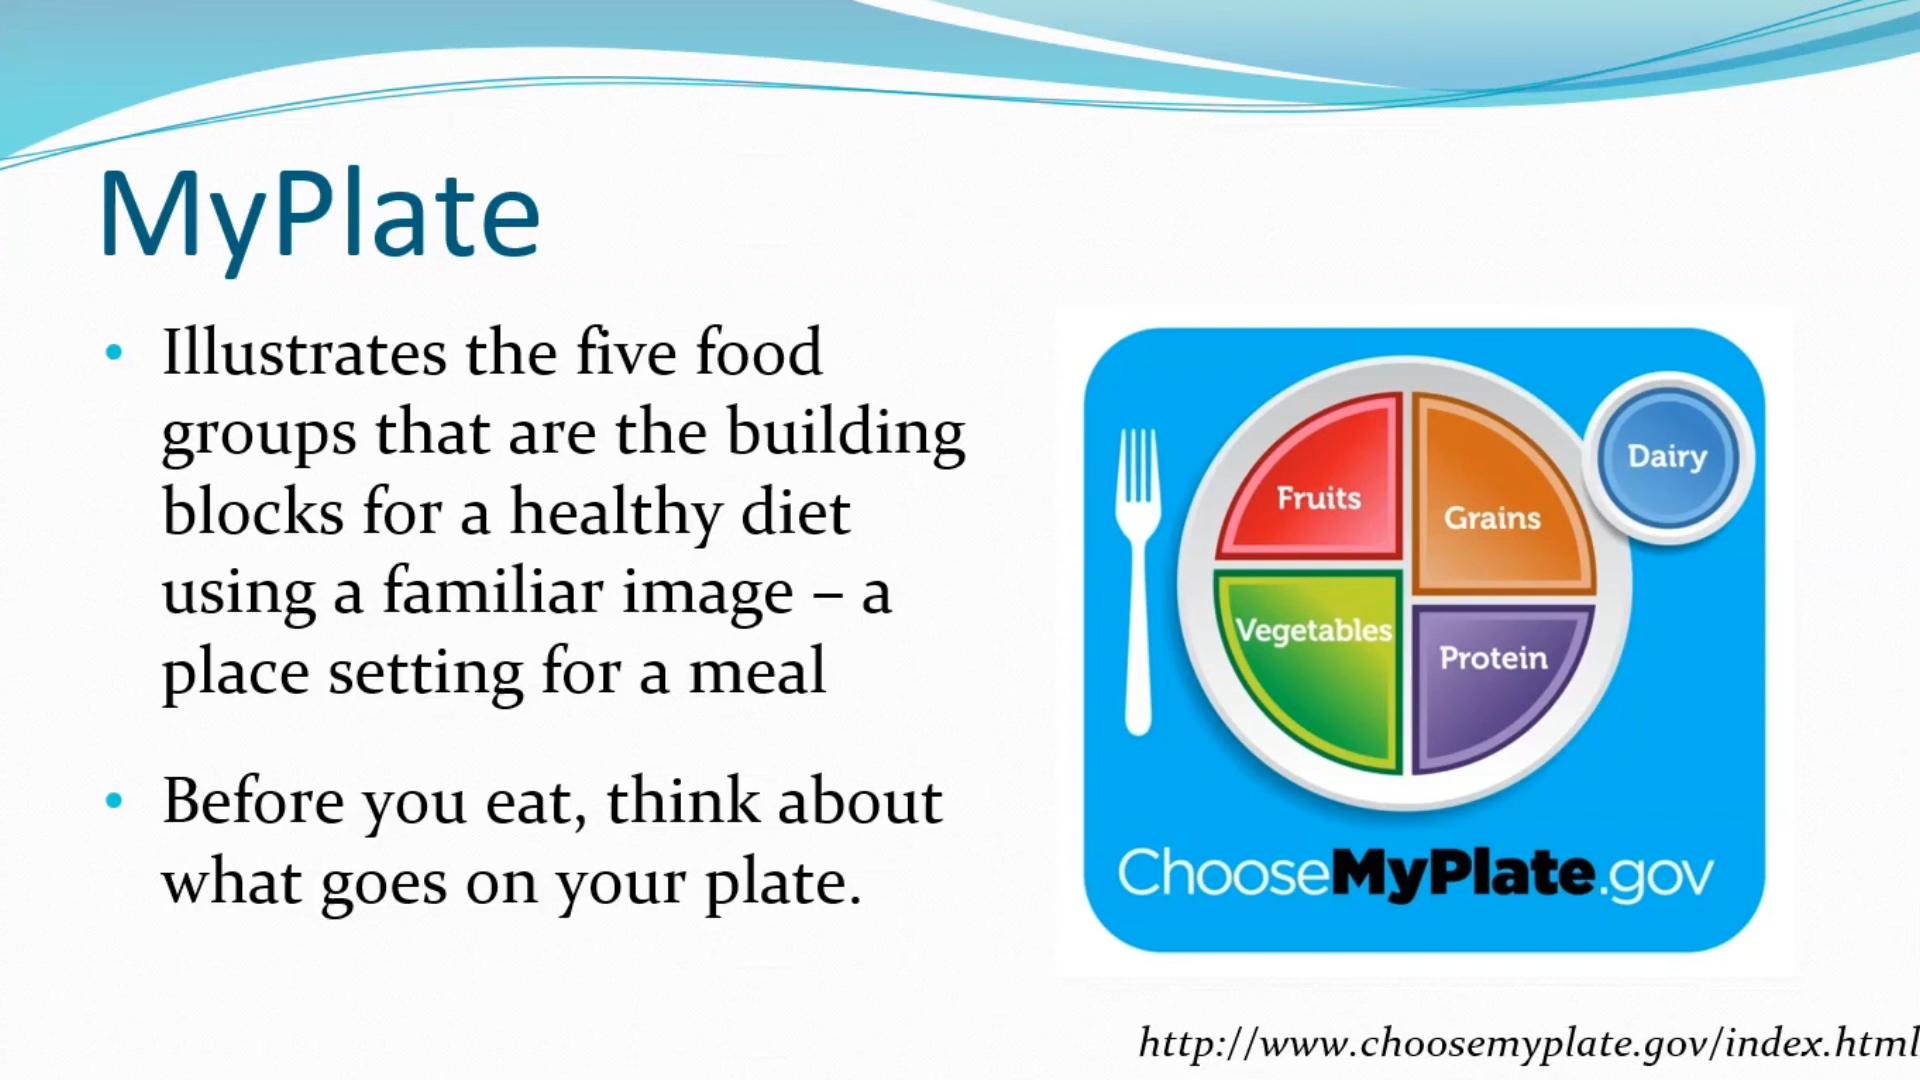 MyPlate
• Illustrates the five food
groups that are the building
blocks for a healthy diet
using a familiar image – a
place setting for a meal
• Before you eat, think about
what goes on your plate.
Fruits
Grains
Dairy
Vegetables
Protein
ChooseMyPlate.gov
http://www.choosemyplate.gov/index.html